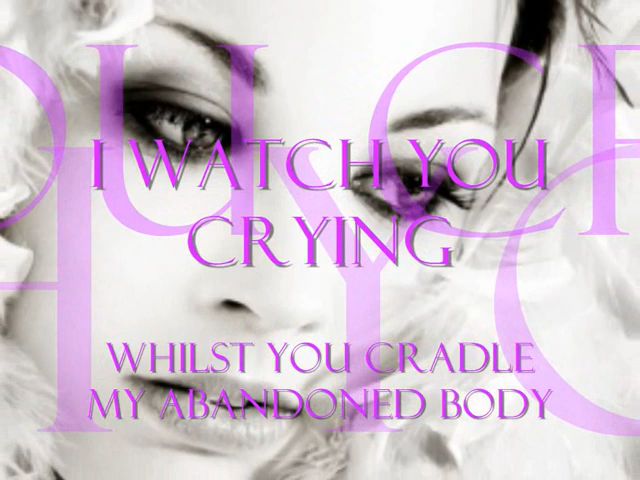 I WATCH YOU
CRYING
WHILST YOU CRADLE
MY ABANDONED BODY